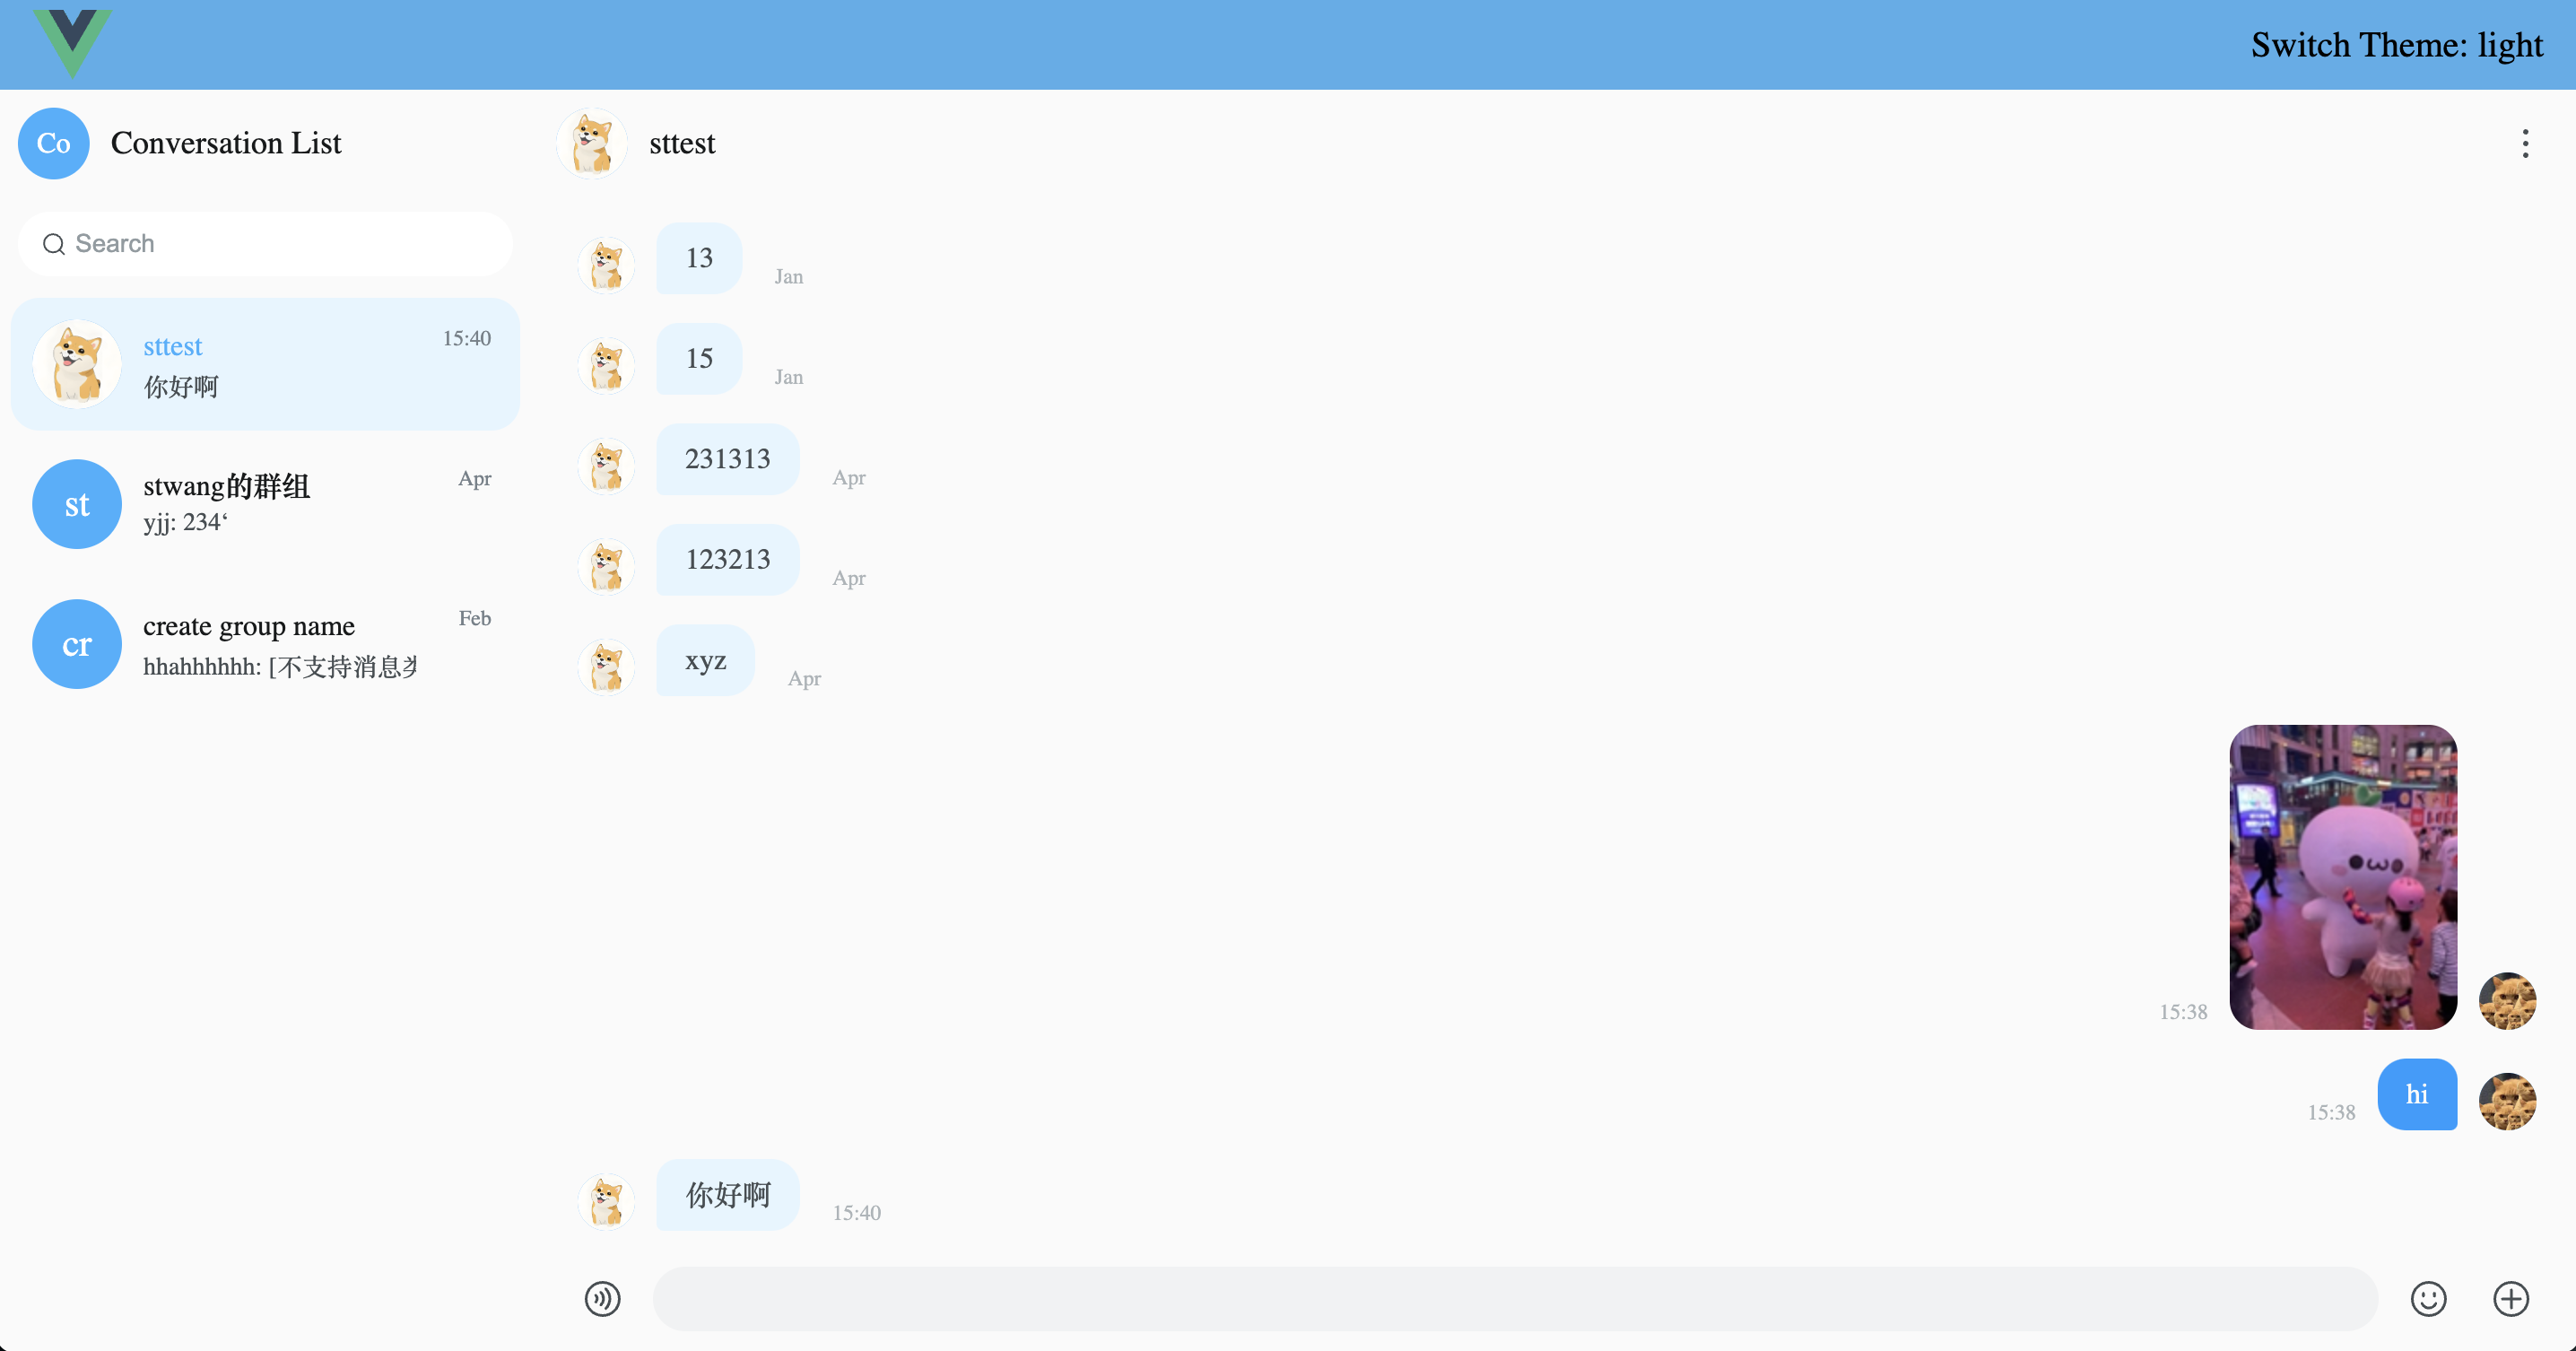 Switch Theme: light
Co
Conversation List
Search
sttest
15:40
你好啊
st
stwang的群组
Apr
yjj: 234‘
cr
create group name
Feb
hhahhhhhh: [不支持消息
sttest
13
Jan
15
Jan
231313
Apr
123213
Apr
xyz
Apr
15:38
hi
15:38
你好啊
15:40